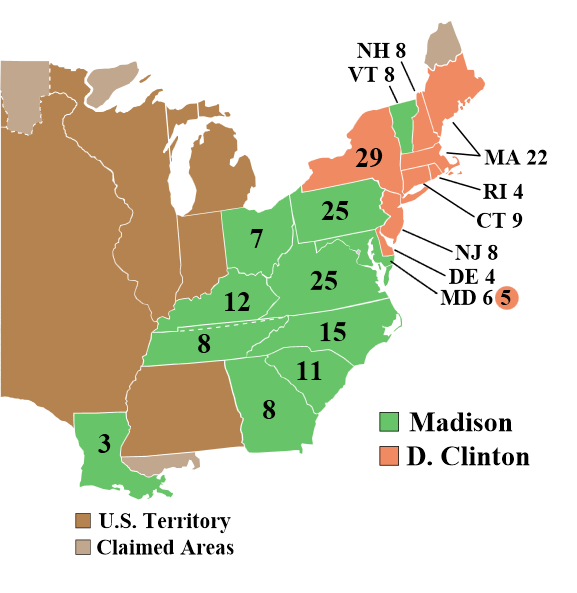 NH 8
VT 8
29
MA 22
RI 4
25
CT 9
7
NJ 8
DE 4
25
MD 6 5
12
15
8
11
8
Madison
3
D. Clinton
U.S. Territory
Claimed Areas